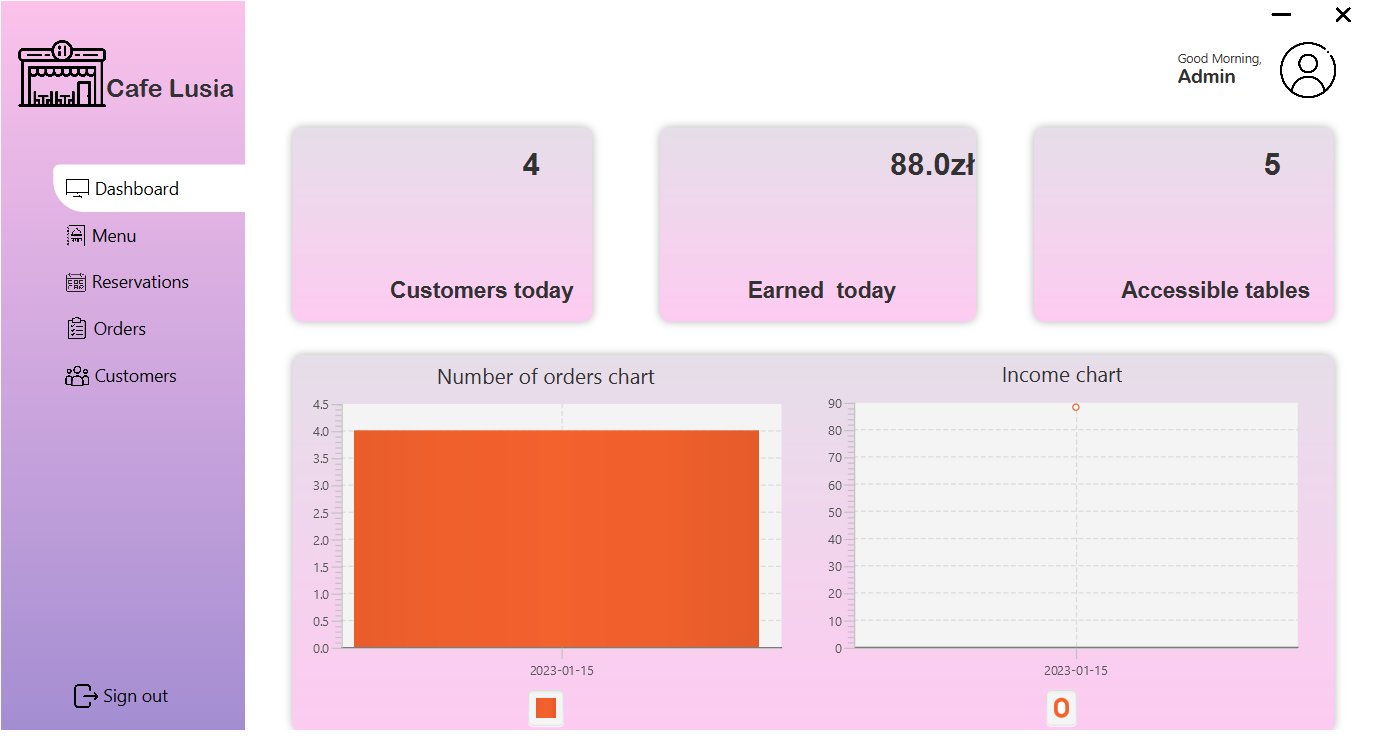 Cafe Lusia
Dashboard
Menu
Reservations
Orders
Customers
Sign out
Good Morning,
Admin
4
Customers today
88.0zł
Earned  today
5
Accessible tables
Number of orders chart
4.5
4.0
3.5
3.0
2.5
2.0
1.5
1.0
0.5
0.0
2023-01-15
Income chart
90
80
70
60
50
40
30
20
10
0
2023-01-15